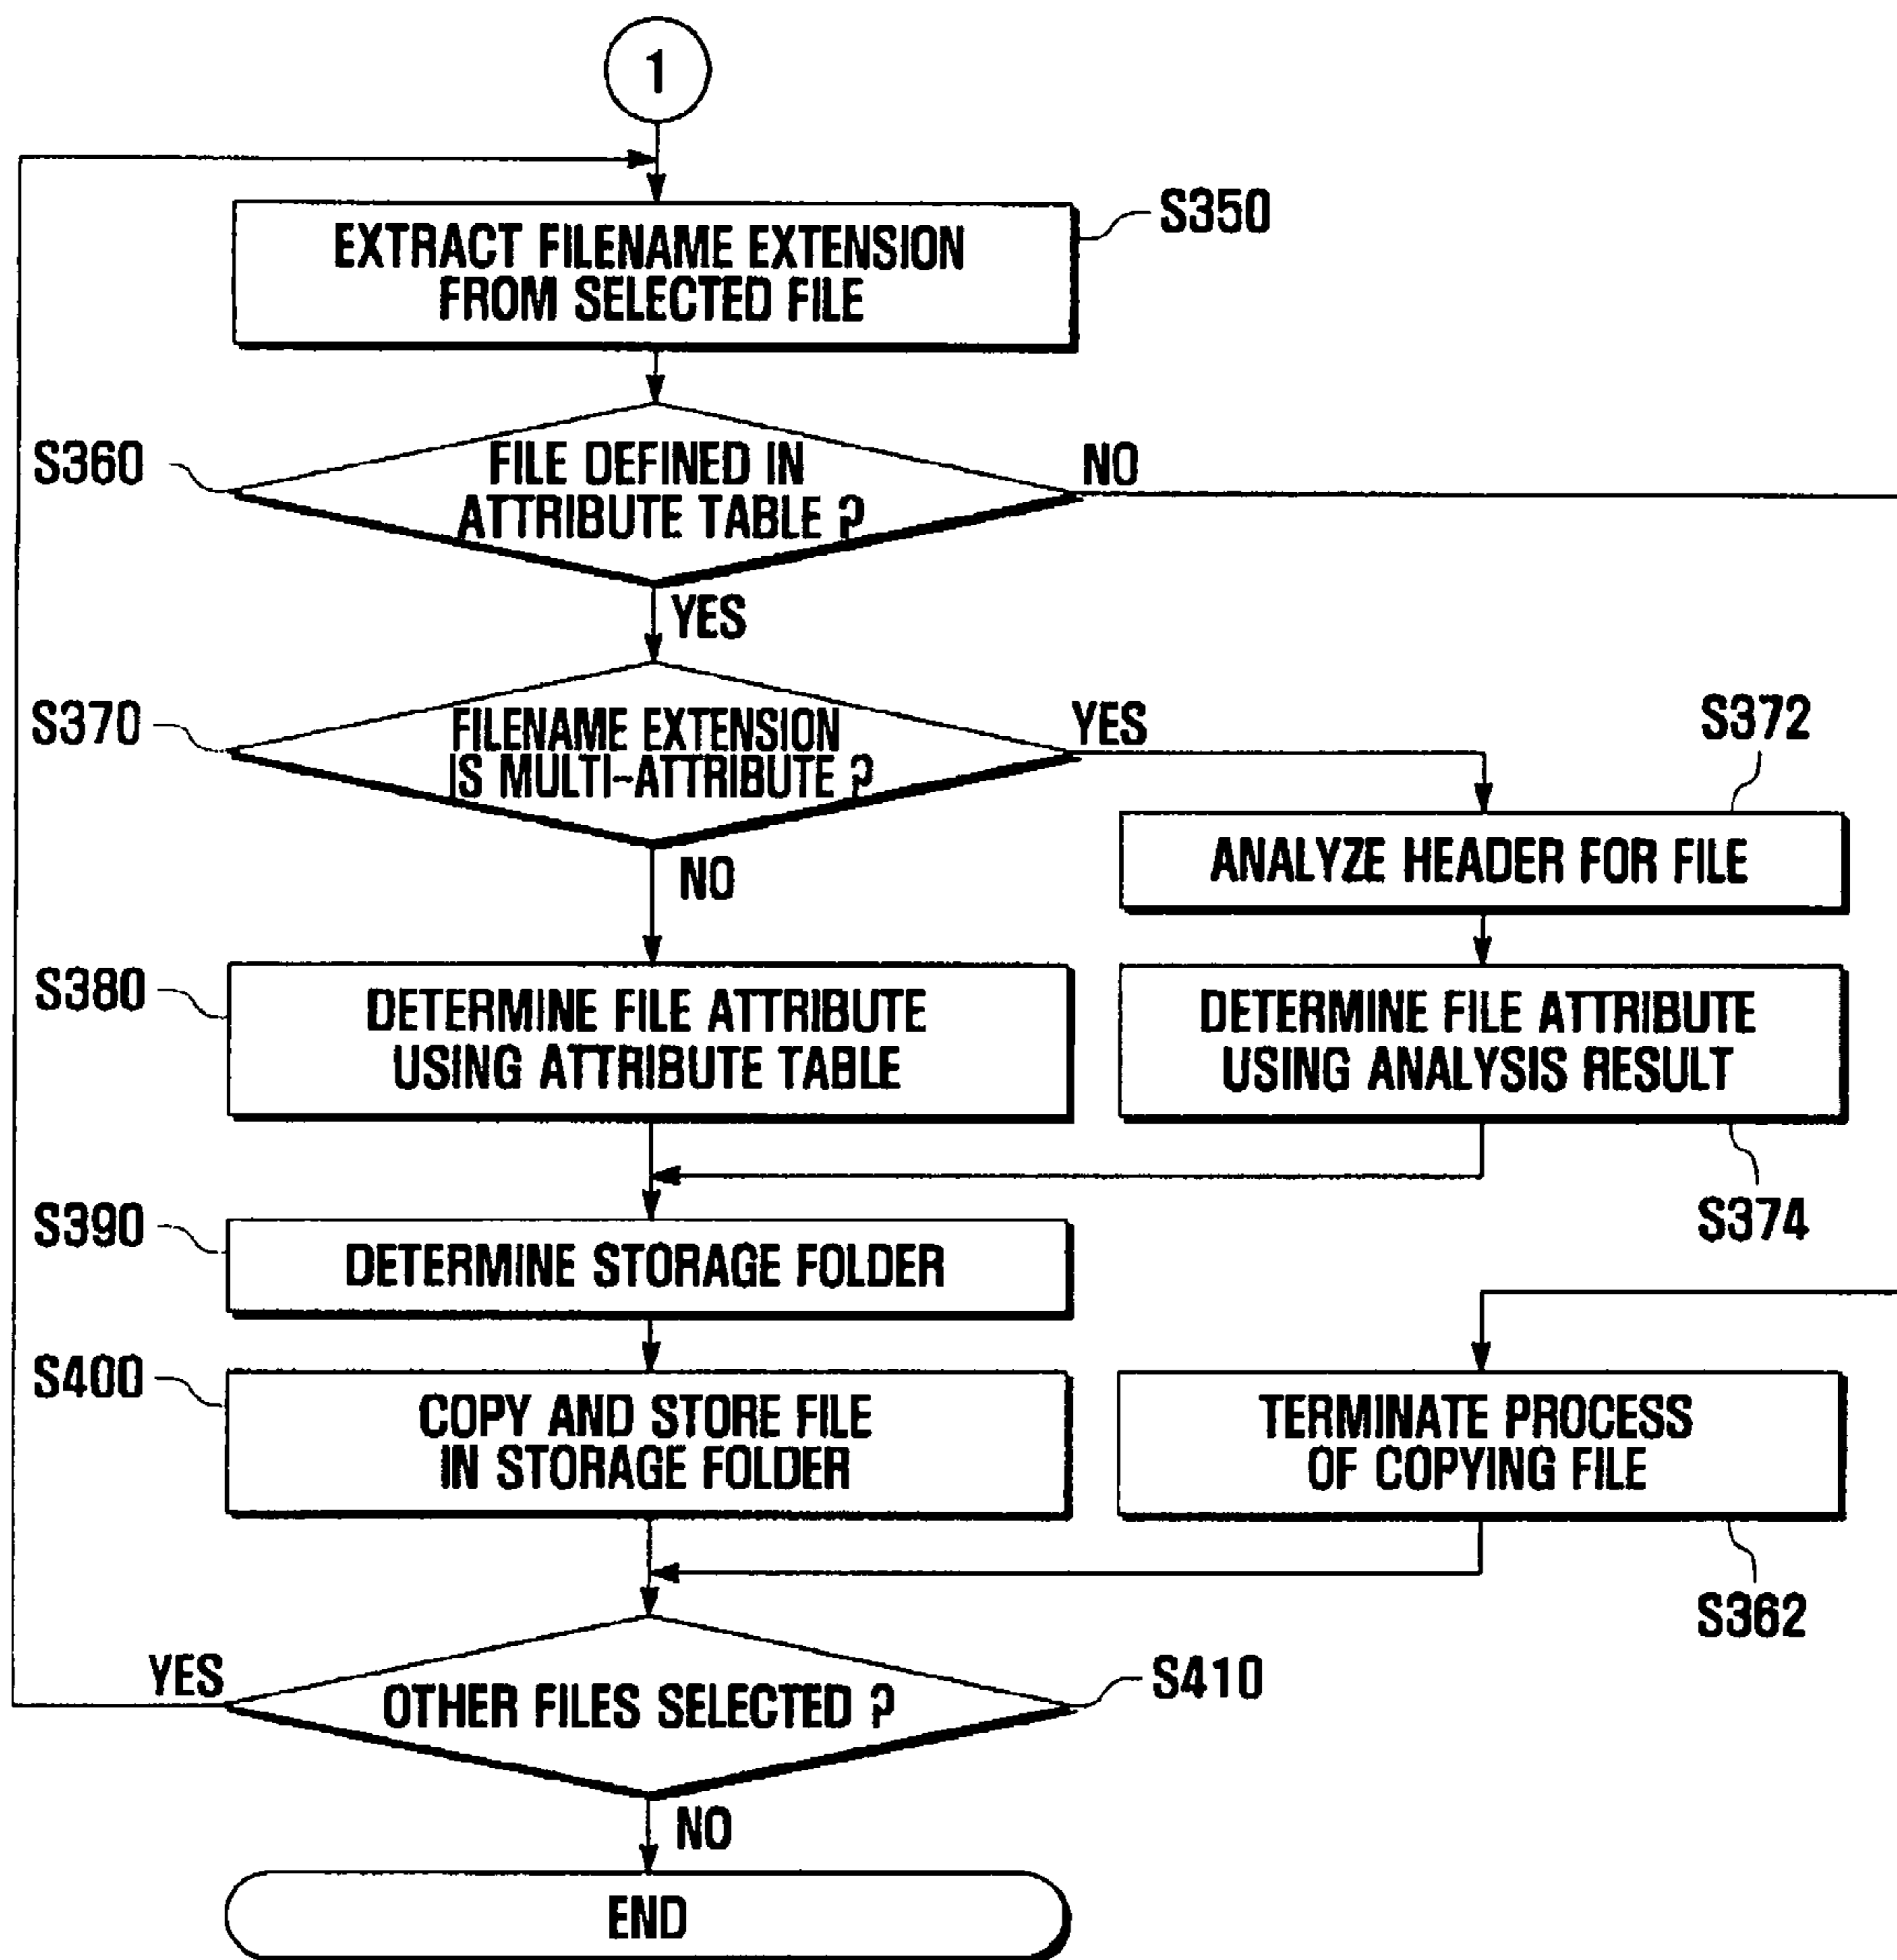 1
EXTRACT FILENAME EXTENSION
FROM SELECTED FILE
S350
S360
FILE DEFINED IN
ATTRIBUTE TABLE ?
NO
YES
S370
FILENAME EXTENSION
IS MULTI-ATTRIBUTE ?
YES
S372
NO
ANALYZE HEADER FOR FILE
S380
DETERMINE FILE ATTRIBUTE
USING ATTRIBUTE TABLE
DETERMINE FILE ATTRIBUTE
USING ANALYSIS RESULT
S374
S390
DETERMINE STORAGE FOLDER
S400
COPY AND STORE FILE
IN STORAGE FOLDER
TERMINATE PROCESS
OF COPYING FILE
S362
YES
OTHER FILES SELECTED ?
S410
NO
END